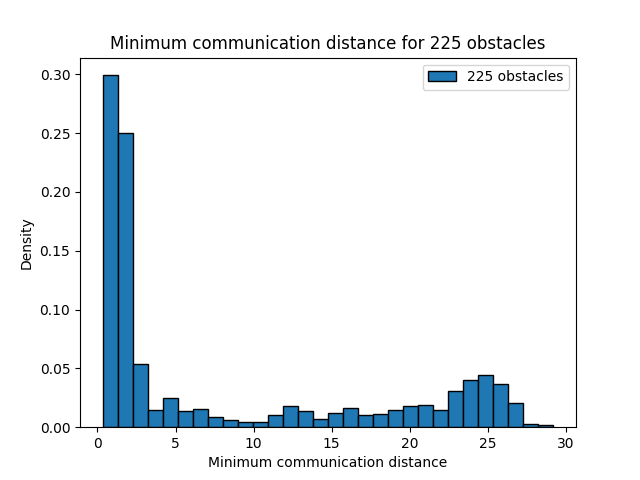 Minimum communication distance for 225 obstacles
225 obstacles
0.30
0.25
0.20
0.15
0.10
0.05
0.00
Density
0 5 10 15 20 25 30
Minimum communication distance